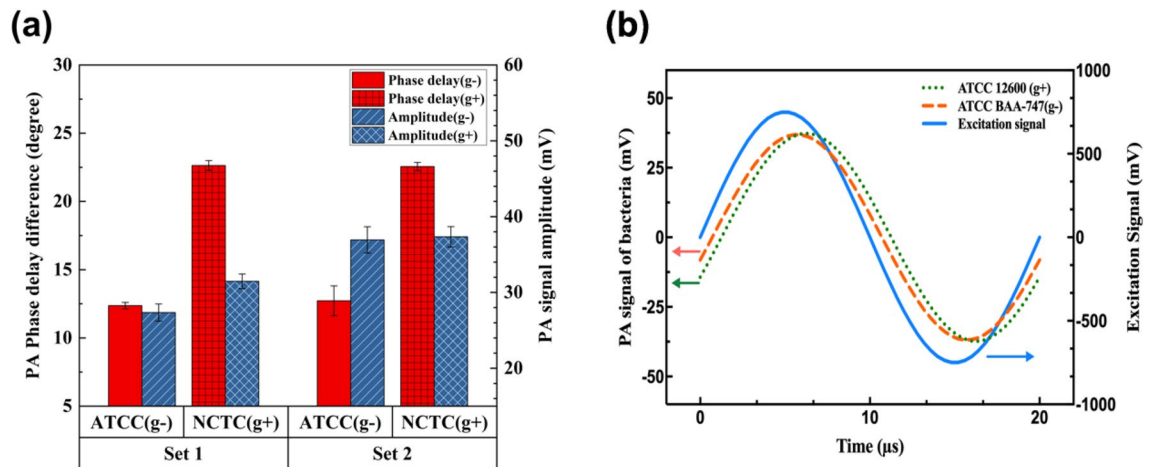 (a)
PA Phase delay difference (degree)
30
25
20
15
10
5
Phase delay(g-)
Phase delay(g+)
Amplitude(g-)
Amplitude(g+)
60
50
40
30
20
PA signal amplitude (mV)
ATCC(g-) NCTC(g+) ATCC(g-) NCTC(g+)
Set 1 Set 2
(b)
PA signal of bacteria (mV)
50
25
0
-25
-50
ATCC 12600 (g+)
ATCC BAA-747(g-)
Excitation signal
1000
500
0
-500
-1000
Excitation Signal (mV)
0 10 20
Time (µs)